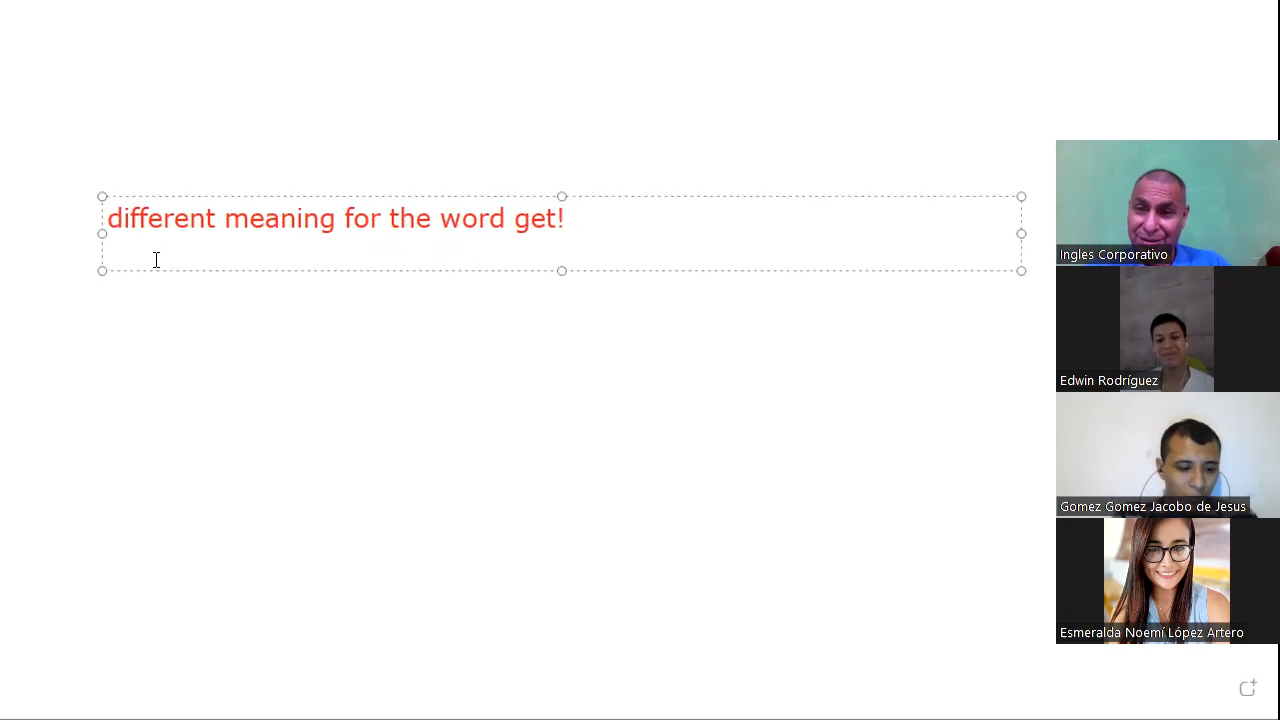 different meaning for the word get!
Ingles Corporativo
Edwin Rodríguez
Gomez Gomez Jacobo de Jesus
Esmeralda Noemí López Artero